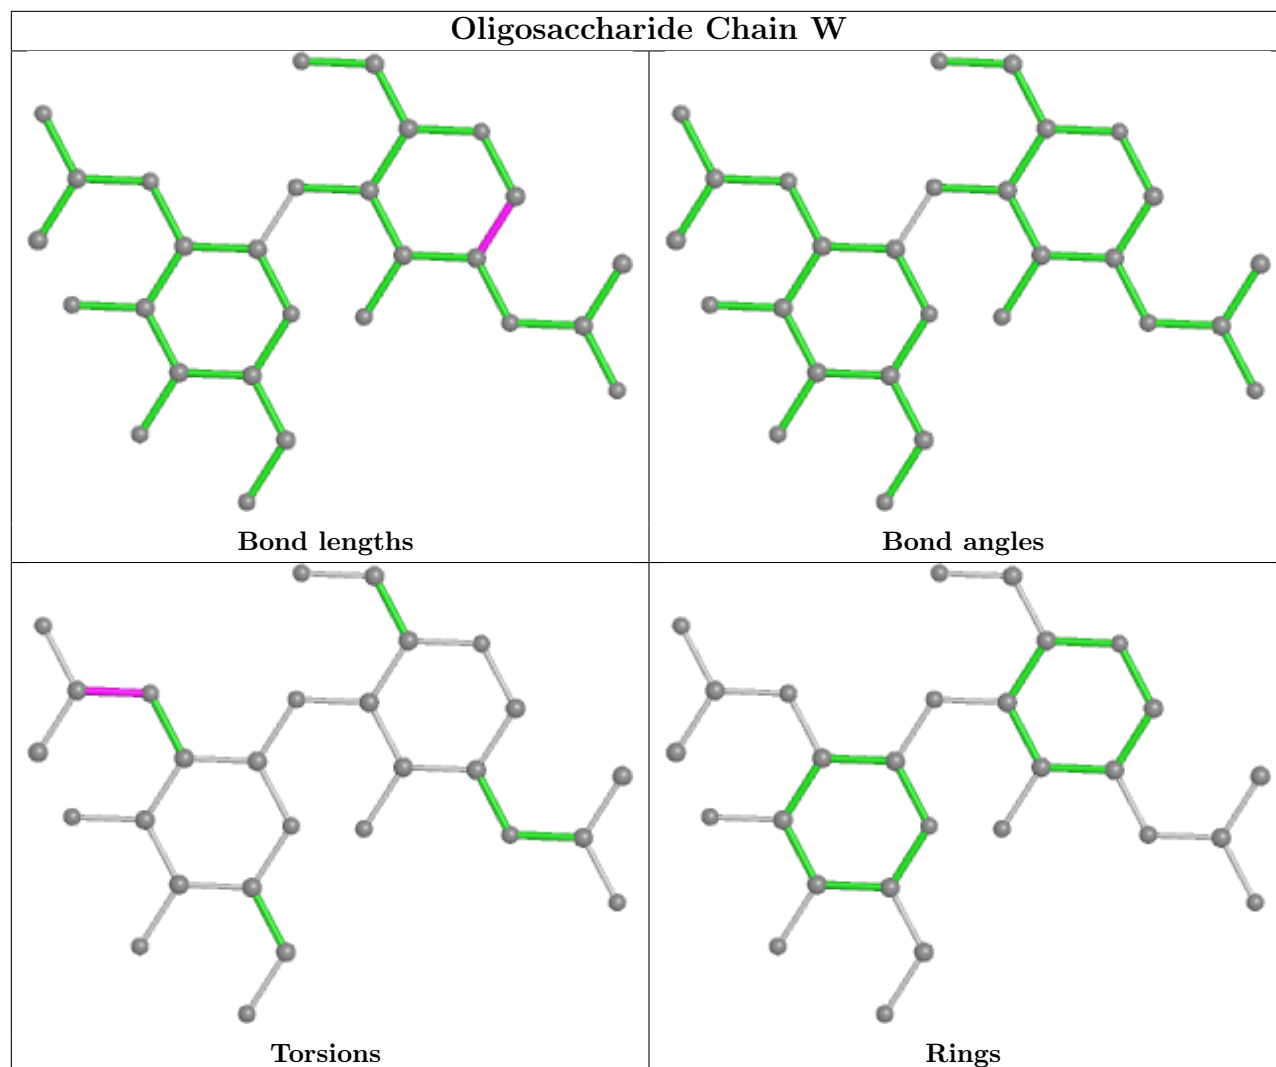 Oligosaccharide Chain W
Bond lengths
Bond angles
Torsions
Rings